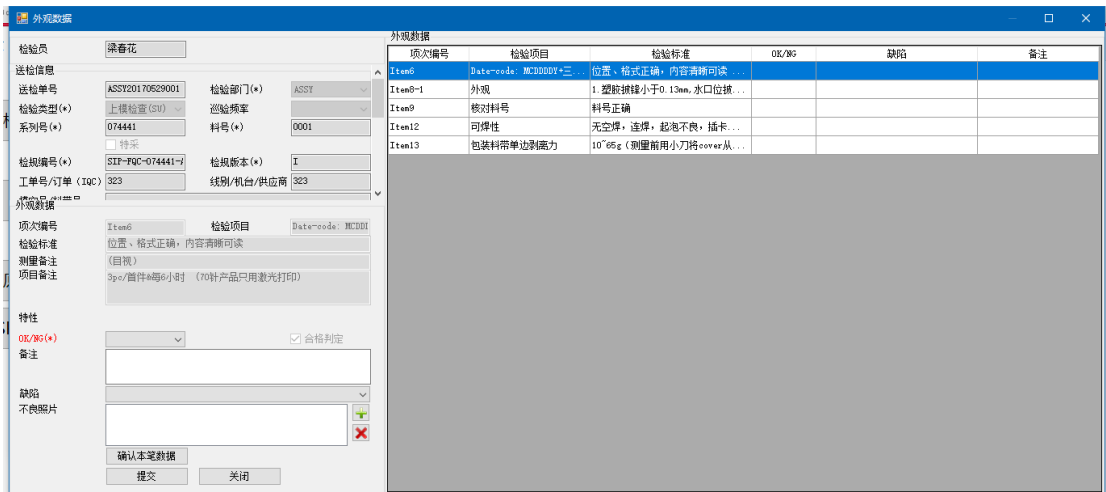 外观数据
检验员 梁春花
送检信息
送检单号 ASSY20170529001 检验部门(*) ASSY
检验类型(*) 上模检查(SU) 巡验频率
系列号(*) 074441 料号(*) 0001
特采
检规编号(*) SIP-FQC-074441- 检规版本(*) I
工单号/订单 (IQC) 323 线别/机台/供应商 323
外观数据
项次编号 Item6 检验项目 Date-code: MCDDI
检验标准 位置、格式正确，内容清晰可读
测量备注 (目视)
项目备注 3pc/首件&每6小时 (70针产品只用激光打印)
特性
OK/NG(*) 合格判定
备注
缺陷
不良照片
确认本笔数据
提交 关闭
外观数据
项次编号 检验项目 检验标准 OK/NG 缺陷 备注
Item6 Date-code: MCDDDDY+三... 位置、格式正确，内容清晰可读 ...
Item8-1 外观 1.塑胶披锋小于0.13mm,水口位披...
Item9 核对料号 料号正确
Item12 可焊性 无空焊，连焊，起泡不良，插卡...
Item13 包装料带单边剥离力 10~65g (测量前用小刀将cover从...